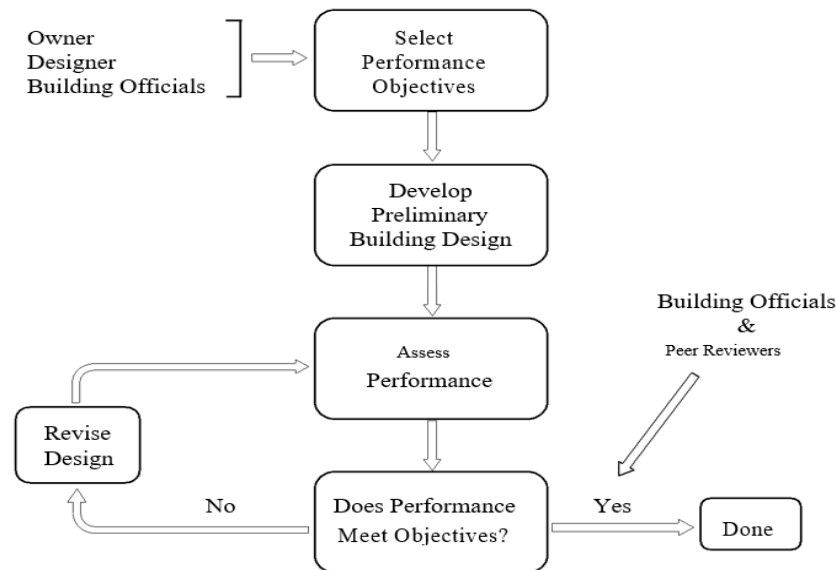 Owner
Designer
Building Officials
Select
Performance
Objectives
Develop
Preliminary
Building Design
Building Officials
&
Peer Reviewers
Assess
Performance
Revise
Design
No
Does Performance
Meet Objectives?
Yes
Done